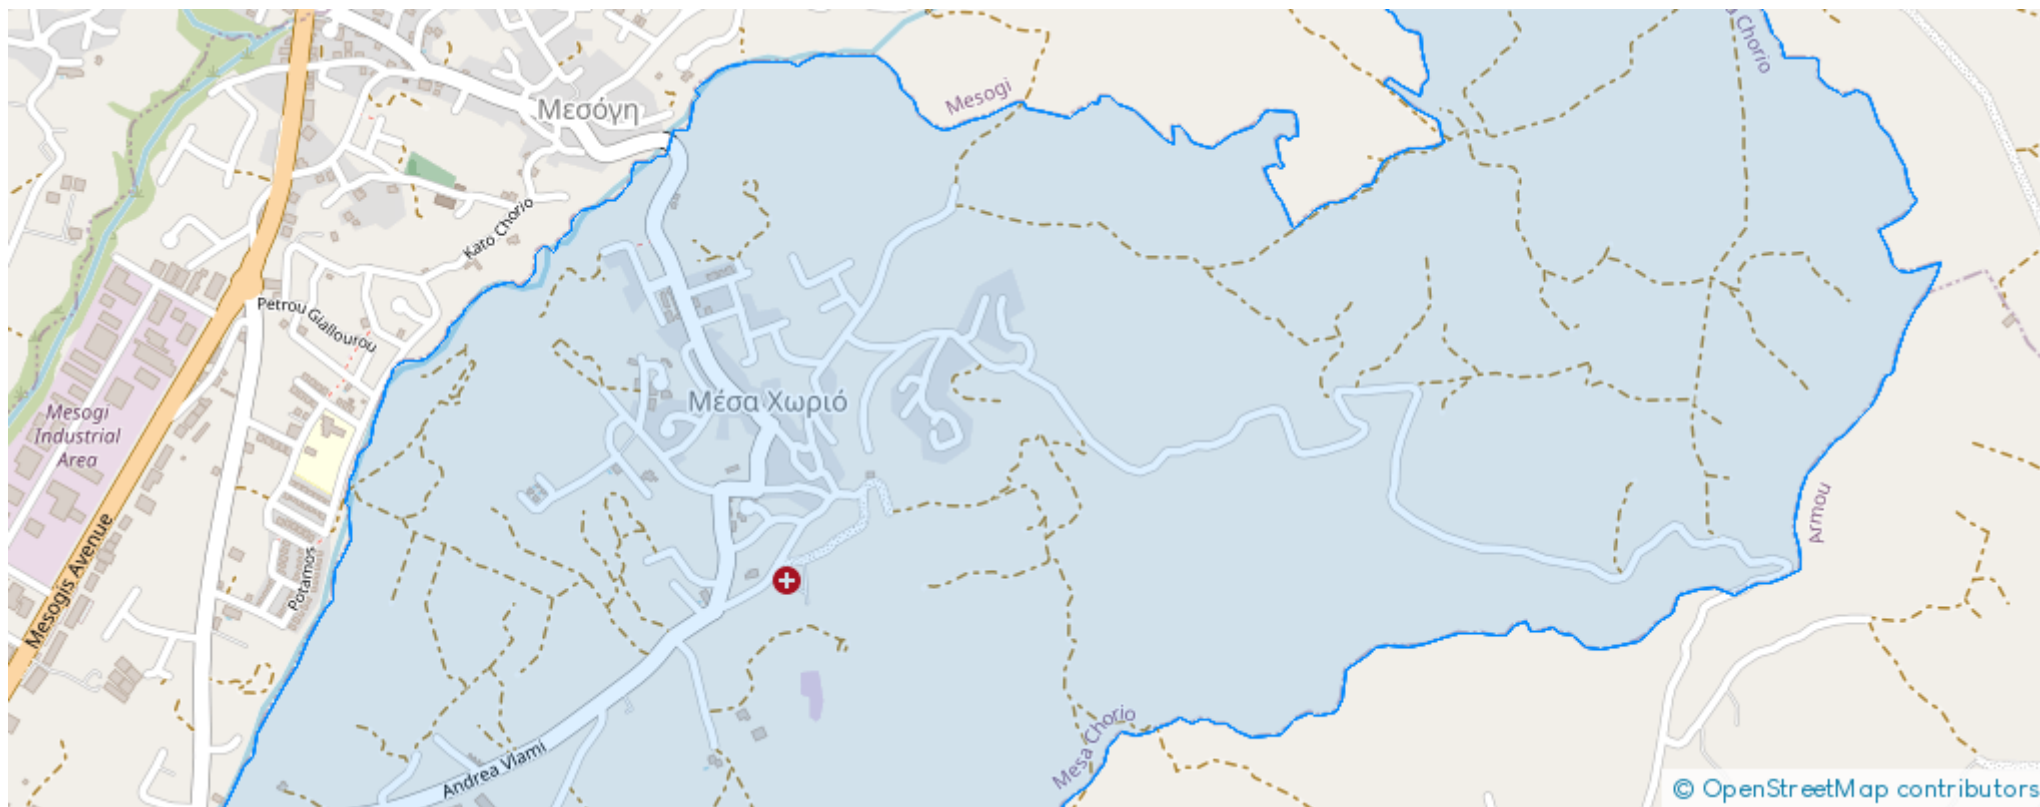 Chorio
Mesogi
Μεσόγη
Kato Chorio
Petrou Giallourou
Μέσα Χωριό
Mesogi
Industrial
Area
Armou
Mesogis Avenue
Potamos
Mesa Chorio
Andrea Vlami
© OpenStreetMap contributors